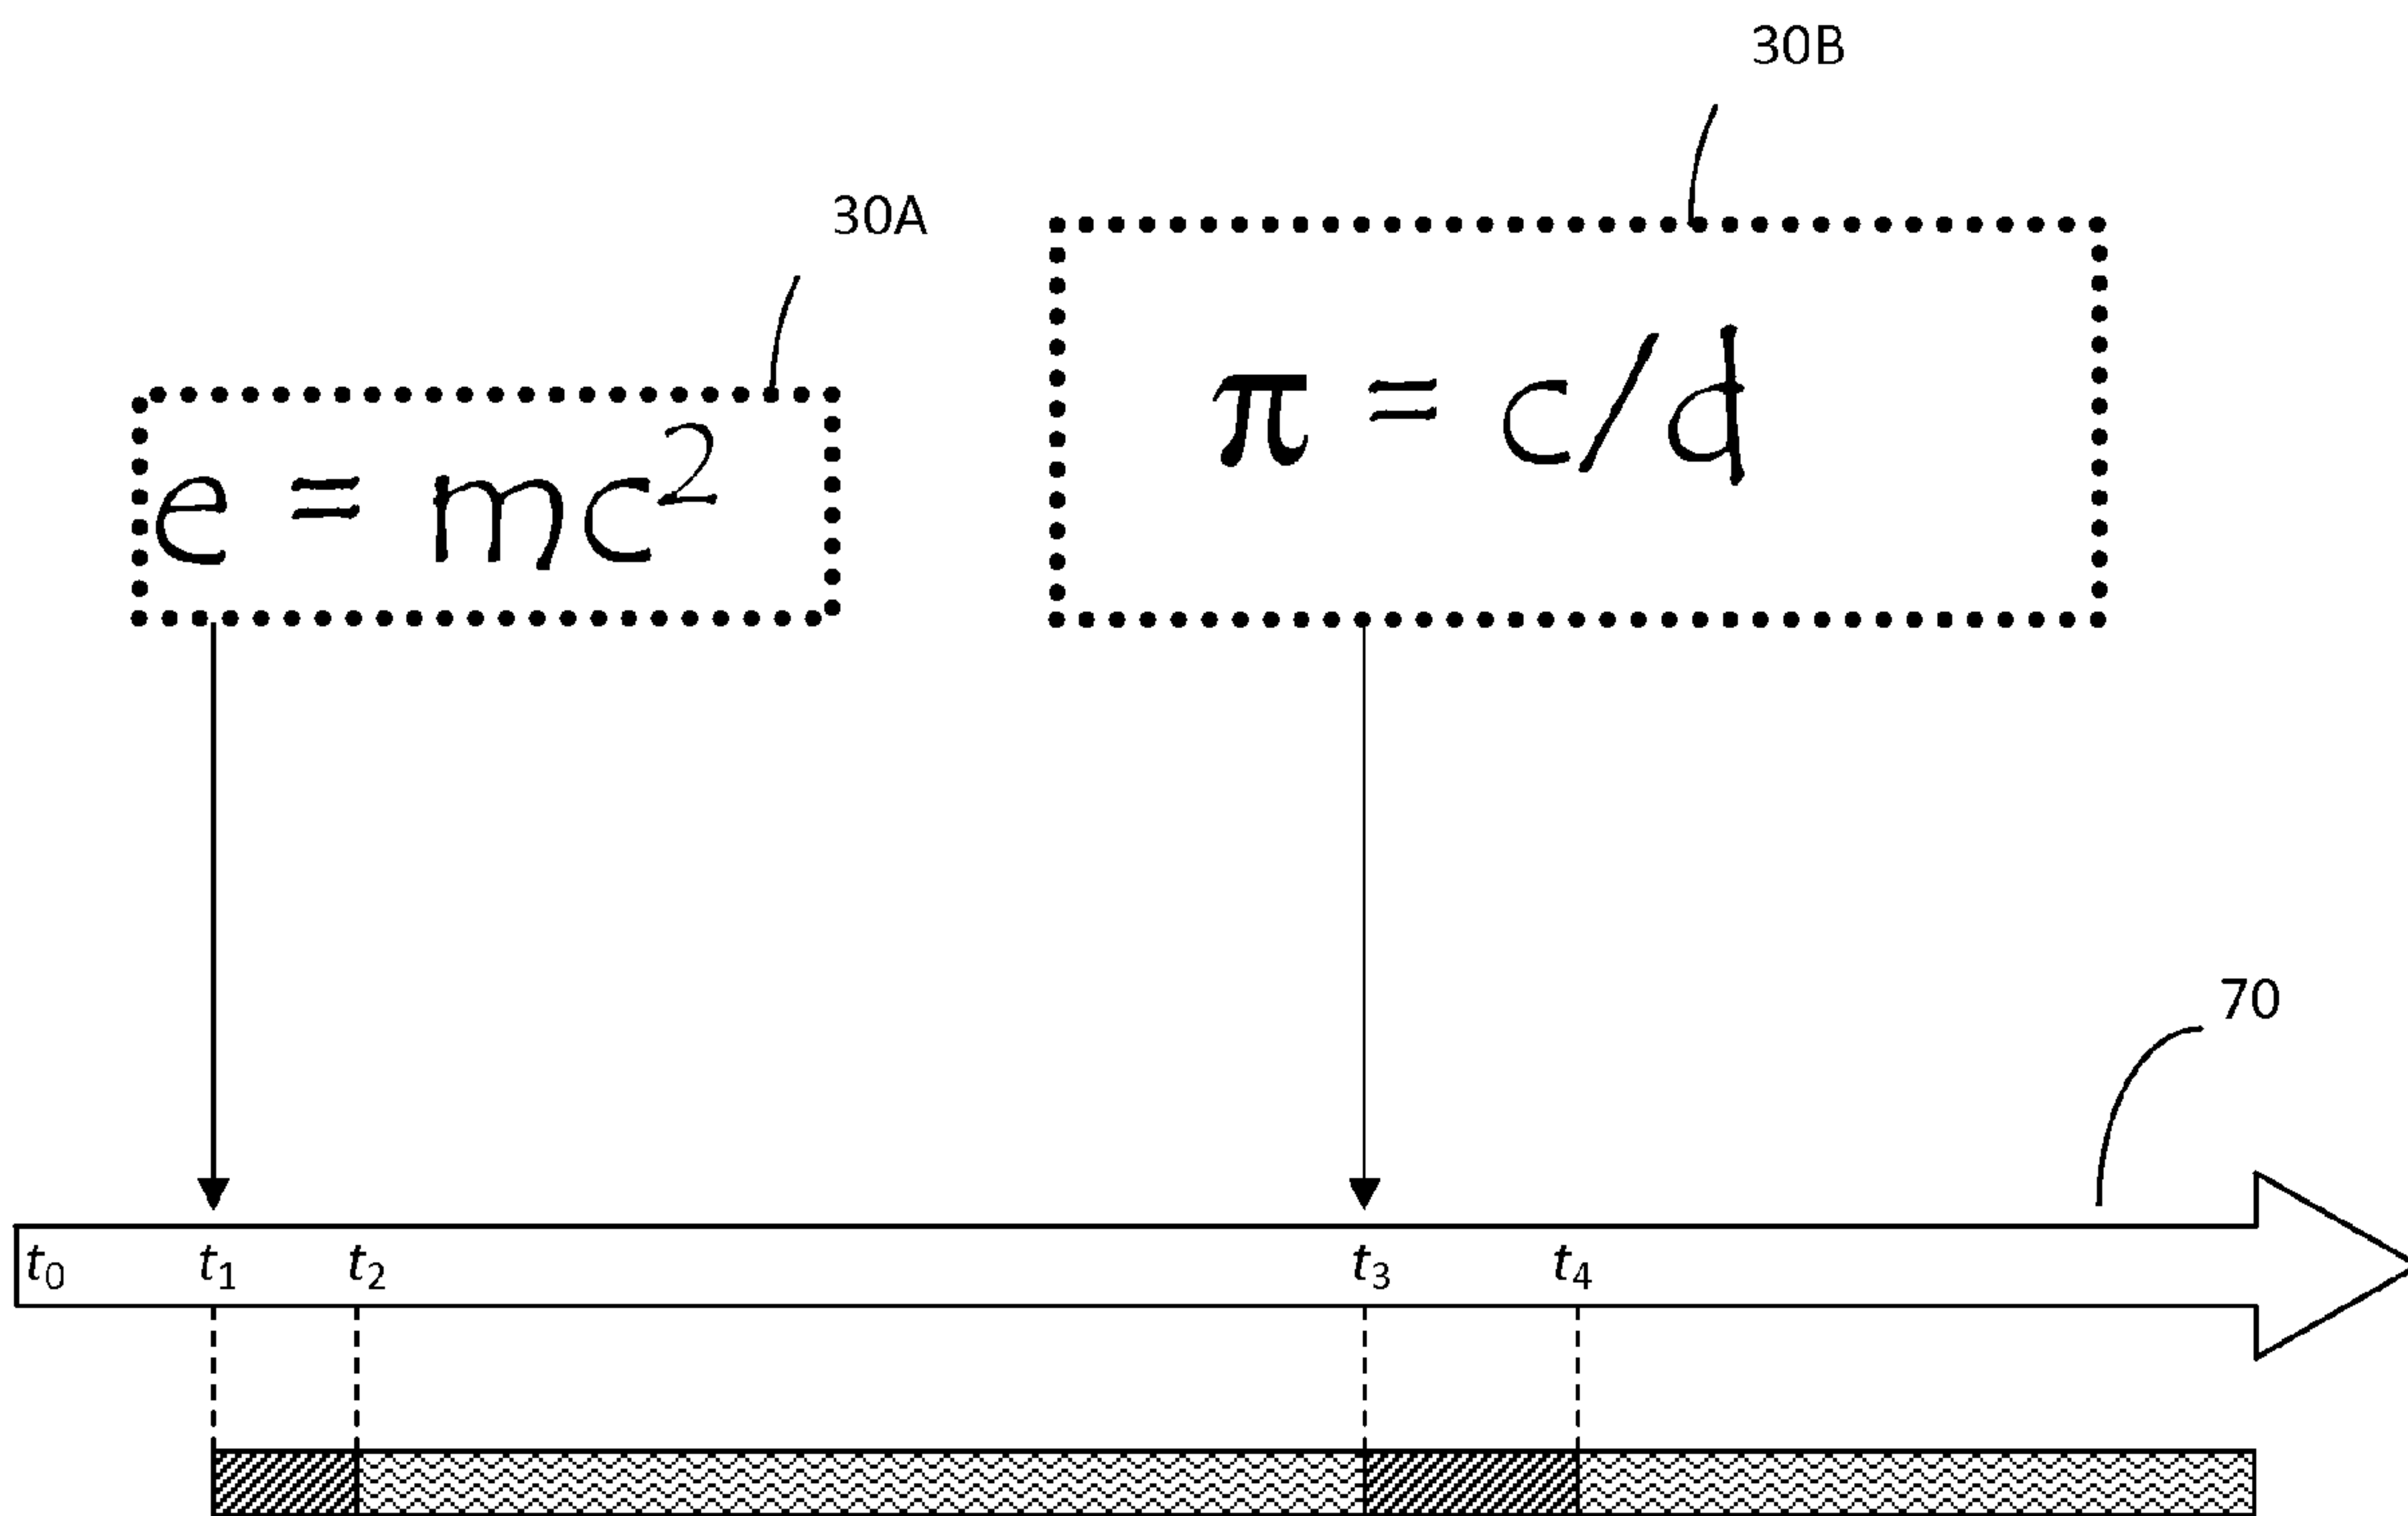 30B
30A
e = mc²
π = c/d
70
t₀ t₁ t₂ t₃ t₄